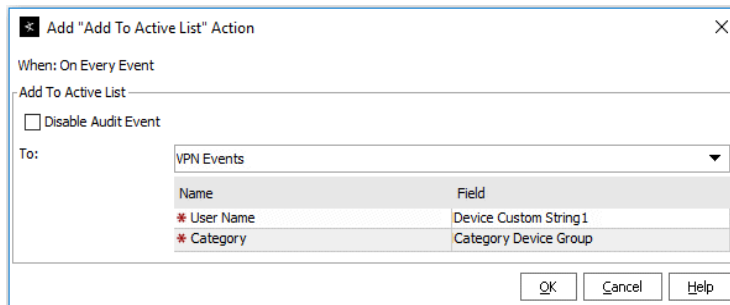 Add "Add To Active List" Action
When: On Every Event
Add To Active List
Disable Audit Event
To: VPN Events
Name Field
* User Name Device Custom String1
* Category Category Device Group
OK Cancel Help